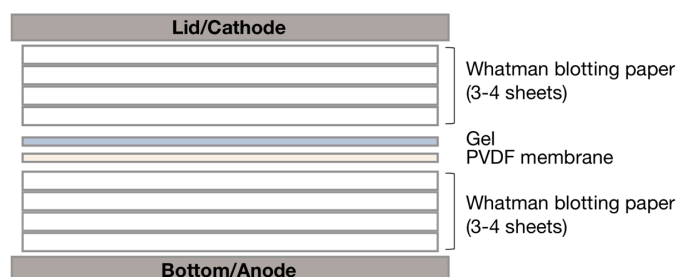 Lid/Cathode
Whatman blotting paper
(3-4 sheets)
Gel
PVDF membrane
Whatman blotting paper
(3-4 sheets)
Bottom/Anode